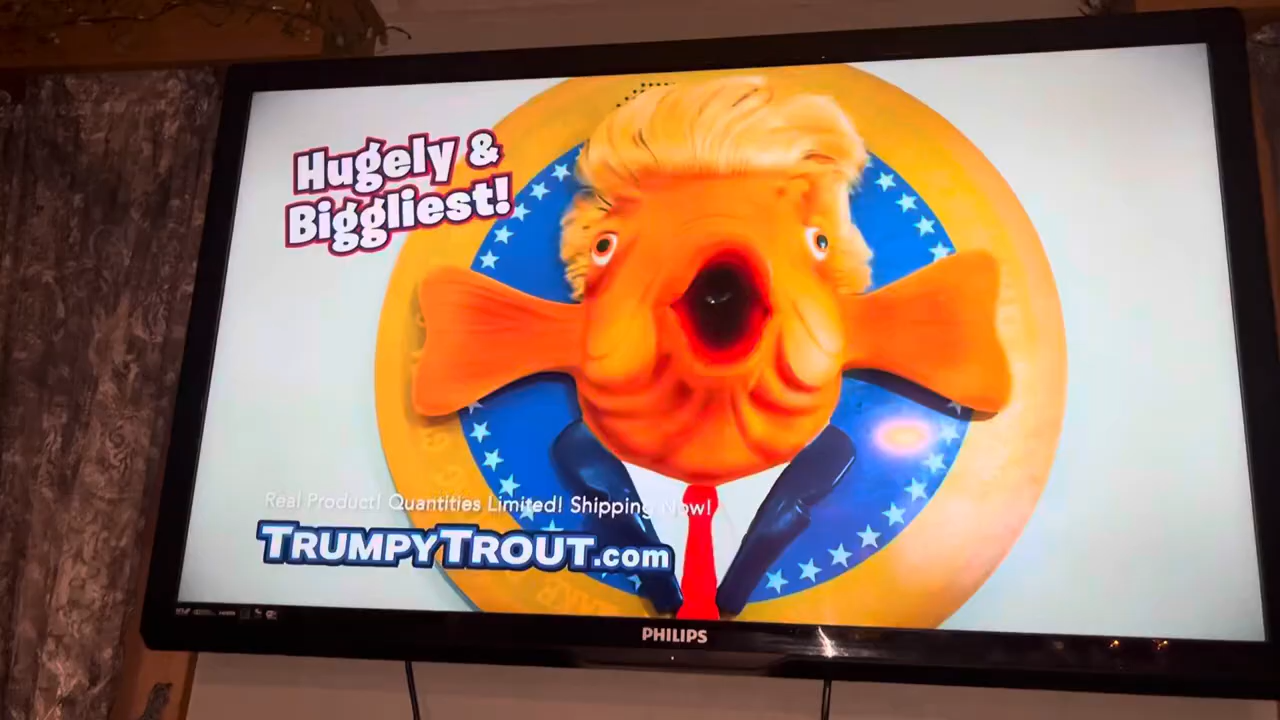 Hugely &
Biggliest!
Real Product! Quantities Limited! Shipping Now!
TRUMPYTROUT.com
PHILIPS